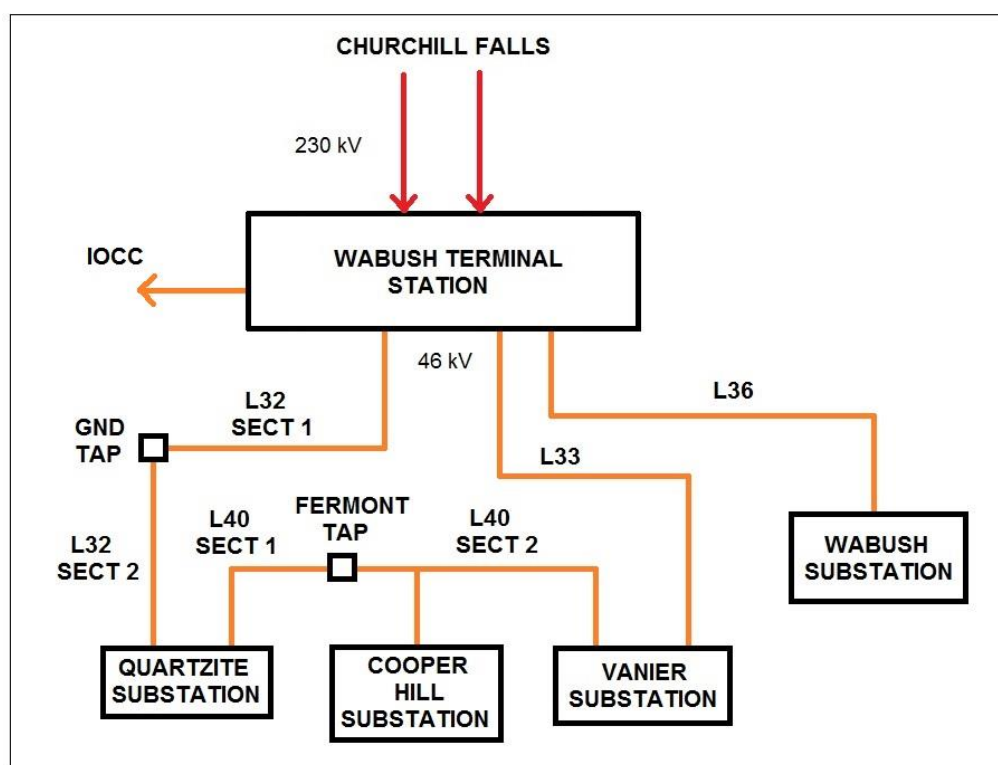 CHURCHILL FALLS
230 kV
WABUSH TERMINAL
STATION
IOCC
46 kV
L32
SECT 1
L36
GND
TAP
L33
FERMONT
TAP
L40
SECT 1
L40
SECT 2
L32
SECT 2
WABUSH
SUBSTATION
QUARTZITE
SUBSTATION
COOPER
HILL
SUBSTATION
VANIER
SUBSTATION